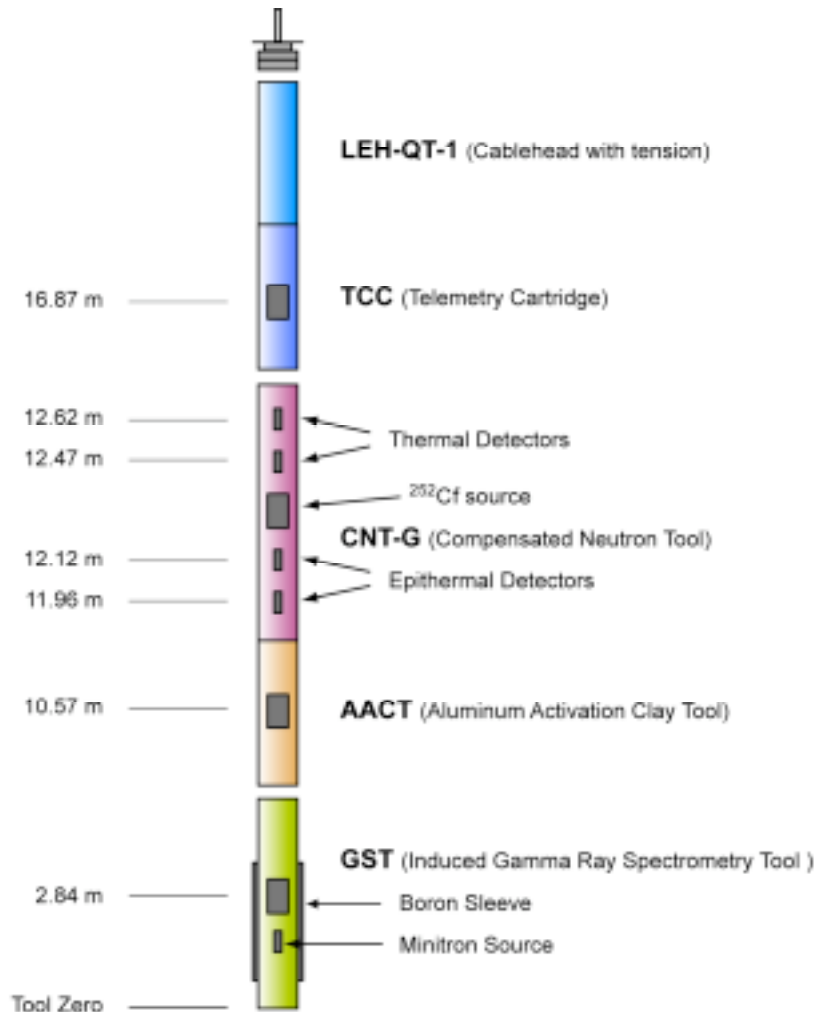 LEH-QT-1 (Cablehead with tension)
16.87 m
TCC (Telemetry Cartridge)
12.62 m
Thermal Detectors
12.47 m
252Cf source
CNT-G (Compensated Neutron Tool)
12.12 m
Epithermal Detectors
11.96 m
10.57 m
AACT (Aluminum Activation Clay Tool)
GST (Induced Gamma Ray Spectrometry Tool )
2.84 m
Boron Sleeve
Minitron Source
Tool Zero